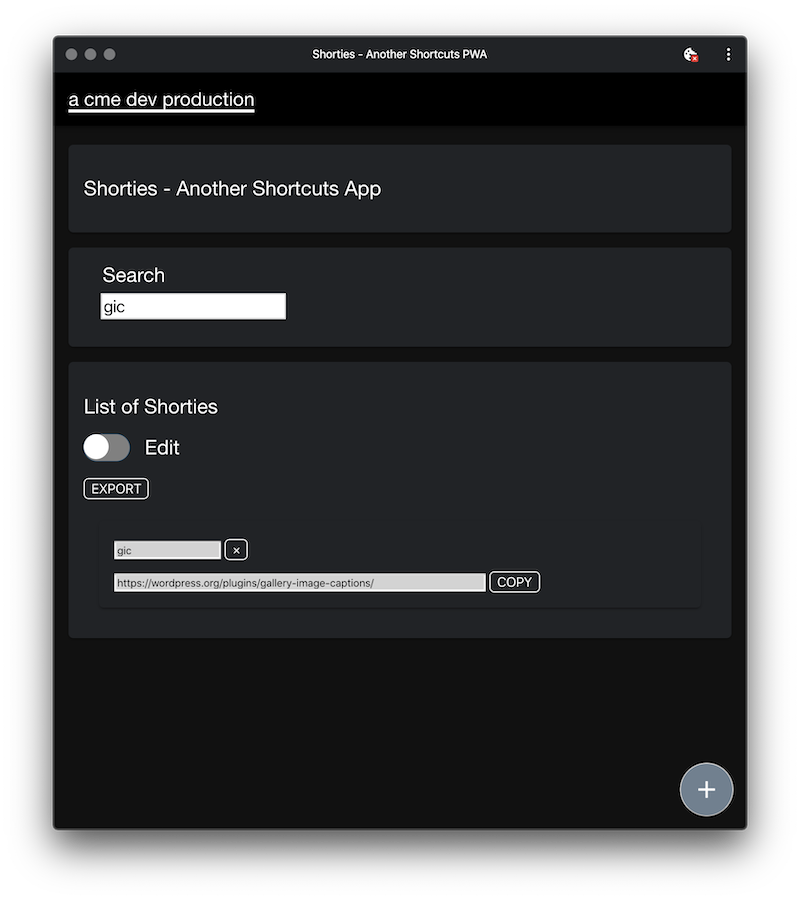 Shorties - Another Shortcuts PWA
a cme dev production
Shorties - Another Shortcuts App
Search
gic
List of Shorties
Edit
EXPORT
gic ×
https://wordpress.org/plugins/gallery-image-captions/ COPY
+